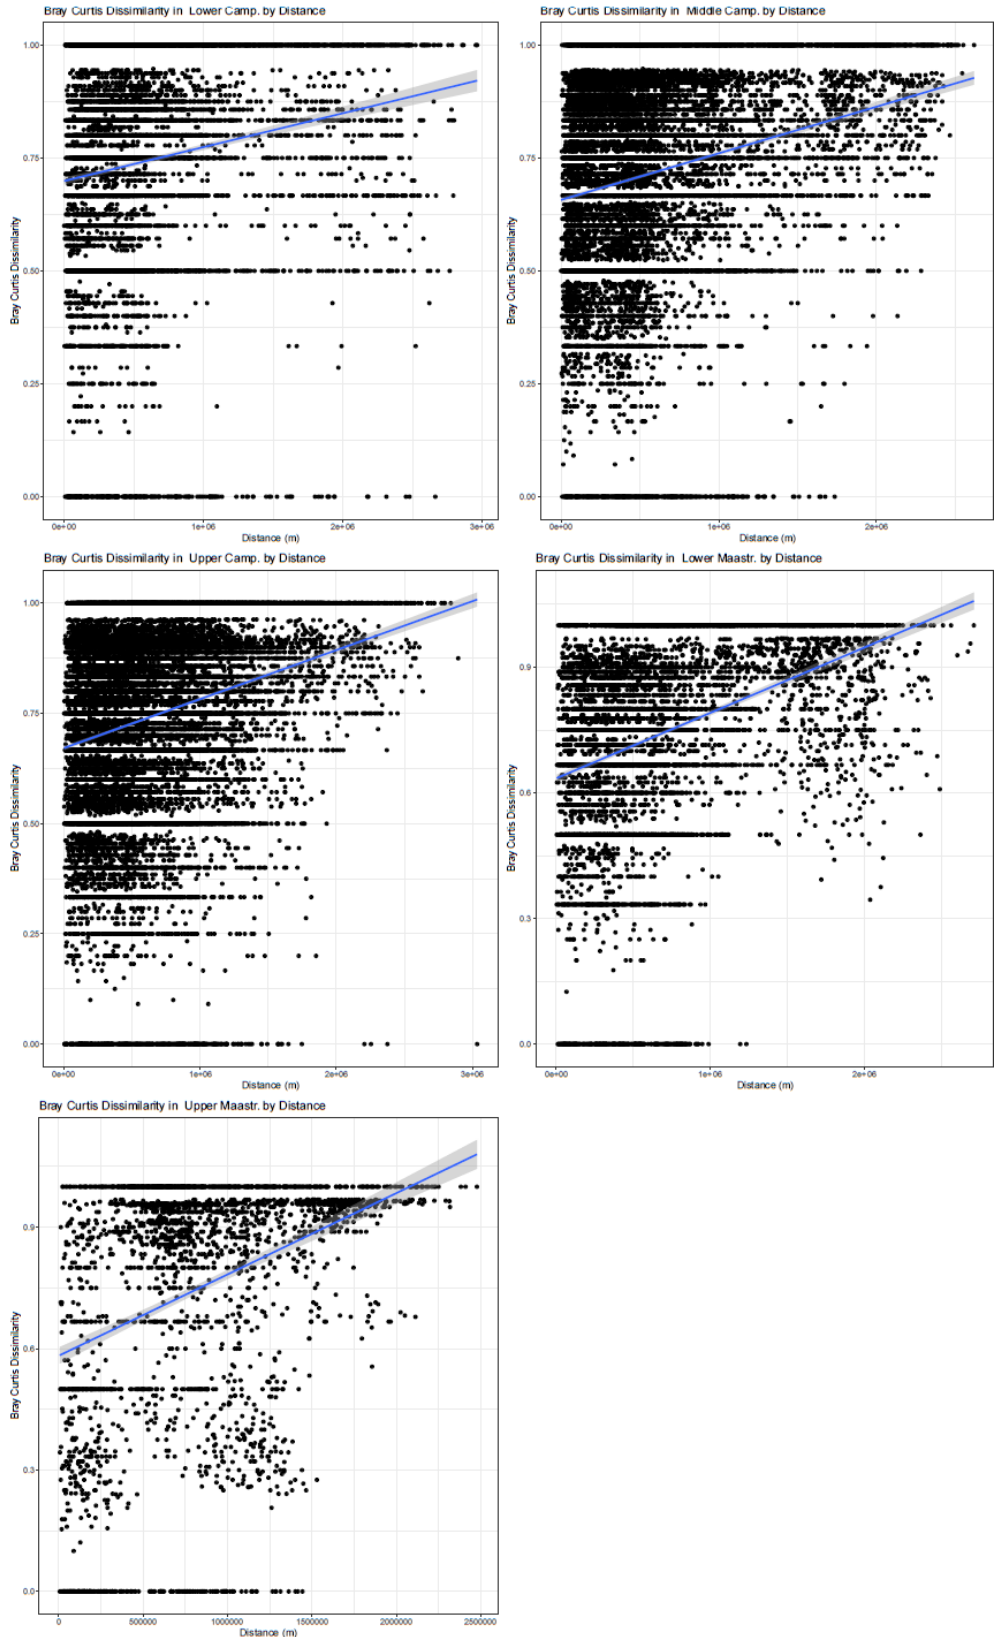 Bray Curtis Dissimilarity in Lower Camp. by Distance
1.00
0.75
0.50
0.25
0.00
Bray Curtis Dissimilarity
0e+00 1e+06 2e+06 3e+06
Distance (m)
Bray Curtis Dissimilarity in Middle Camp. by Distance
1.00
0.75
0.50
0.25
0.00
Bray Curtis Dissimilarity
0e+00 1e+06 2e+06
Distance (m)
Bray Curtis Dissimilarity in Upper Camp. by Distance
1.00
0.75
0.50
0.25
0.00
Bray Curtis Dissimilarity
0e+00 1e+06 2e+06 3e+06
Distance (m)
Bray Curtis Dissimilarity in Lower Maastr. by Distance
0.9
0.6
0.3
0.0
Bray Curtis Dissimilarity
0e+00 1e+06 2e+06
Distance (m)
Bray Curtis Dissimilarity in Upper Maastr. by Distance
0.9
0.6
0.3
0.0
Bray Curtis Dissimilarity
0 500000 1000000 1500000 2000000 2500000
Distance (m)